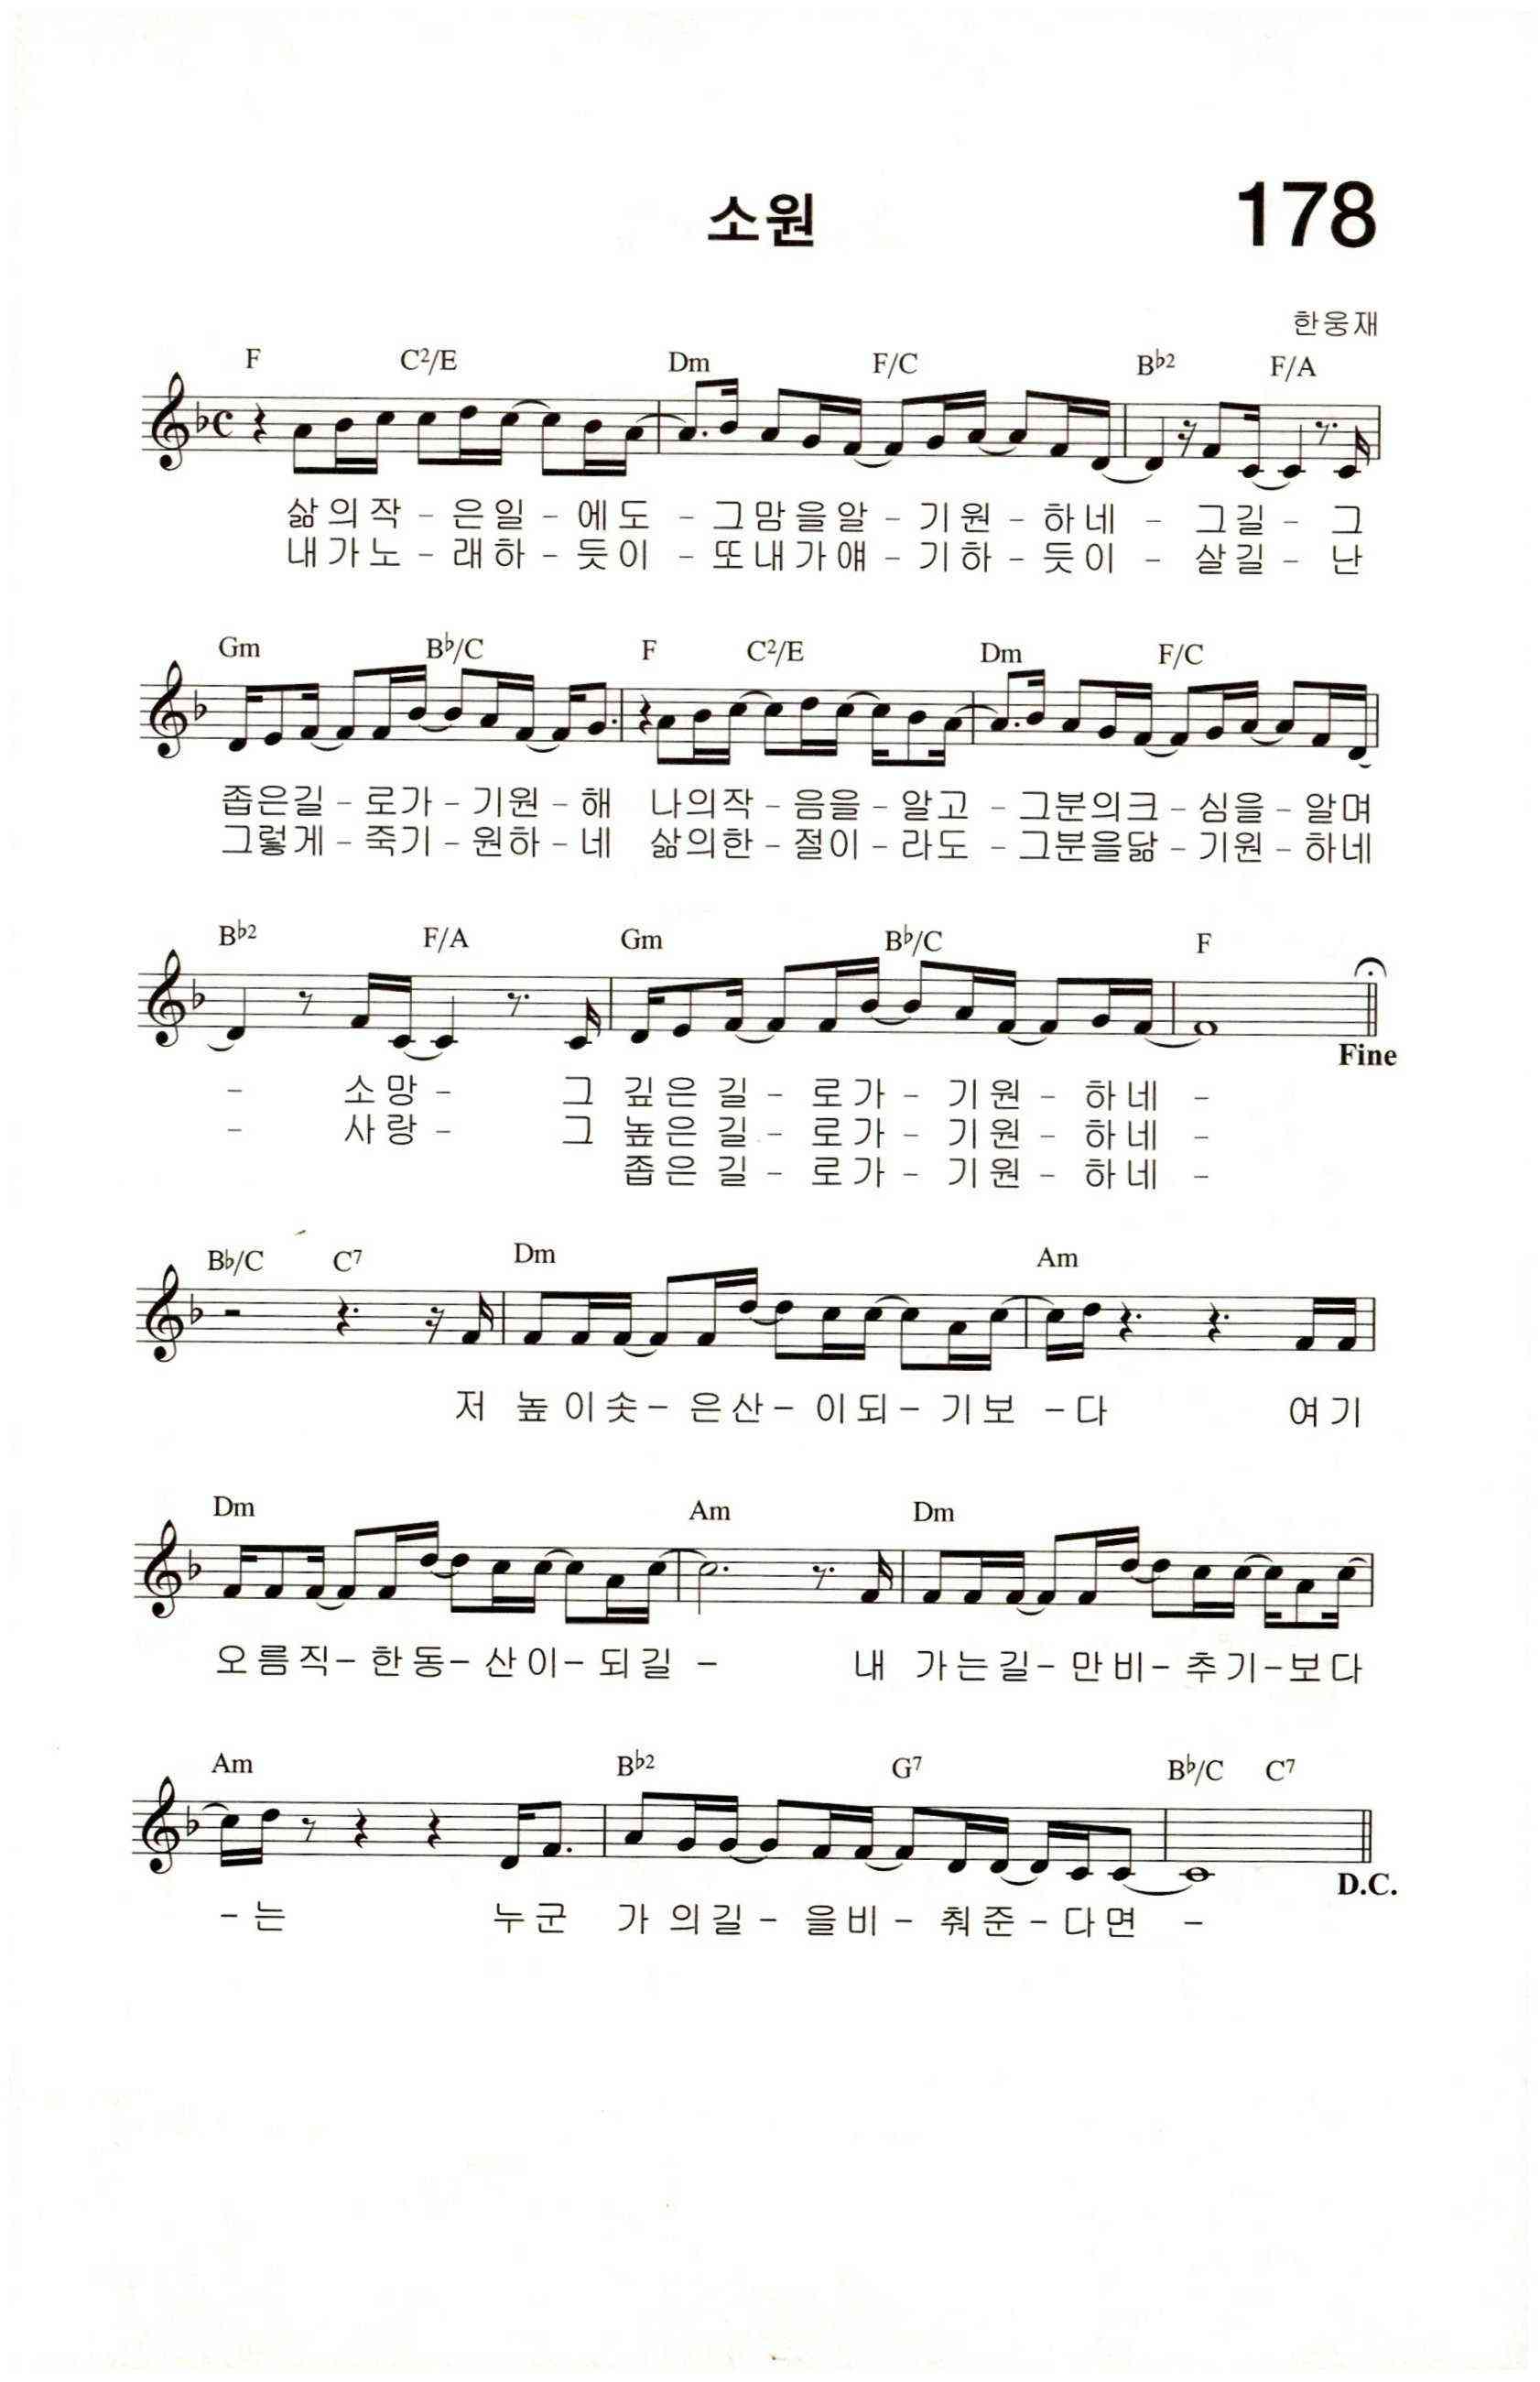 소원
178
한웅재
F C2/E Dm F/C B♭2 F/A
삶의작 - 은일 - 에도 - 그맘을알 - 기원 - 하네 - 그길 - 그
내가노 - 래하 - 듯이 - 또내가얘 - 기하 - 듯이 - 살길 - 난
Gm B♭/C F C2/E Dm F/C
좁은길 - 로가 - 기원 - 해 나의작 - 음을 - 알고 - 그분의크 - 심을 - 알며
그렇게 - 죽기 - 원하 - 네 삶의한 - 절이 - 라도 - 그분을닮 - 기원 - 하네
B♭2 F/A Gm B♭/C F
Fine
- 소망 - 그 깊은 길 - 로가 - 기원 - 하네 -
- 사랑 - 그 높은 길 - 로가 - 기원 - 하네 -
좁은 길 - 로가 - 기원 - 하네 -
B♭/C C7 Dm Am
저 높이솟 - 은산 - 이되 - 기보 - 다 여기
Dm Am Dm
오름직 - 한동 - 산이 - 되길 - 내 가는길 - 만비 - 추기 - 보다
Am B♭2 G7 B♭/C C7
D.C.
- 는 누군 가의길 - 을비 - 춰준 - 다면 -